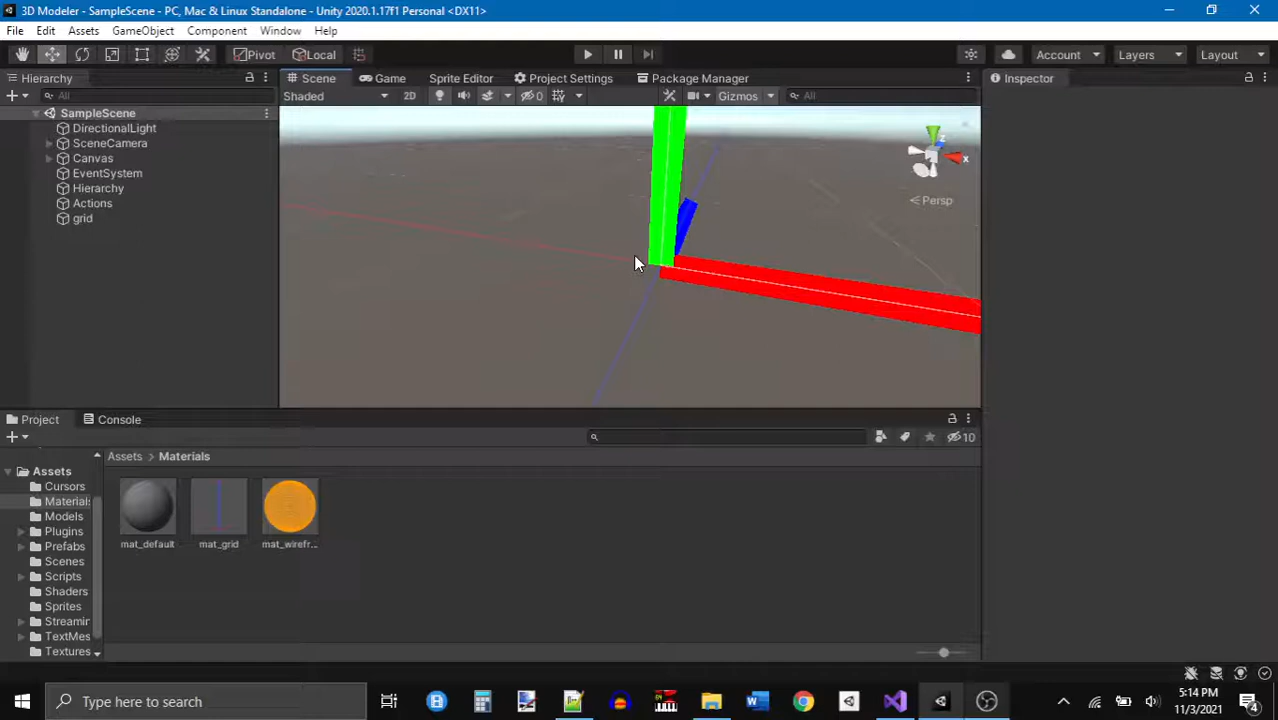 3D Modeler - SampleScene - PC, Mac & Linux Standalone - Unity 2020.1.17f1 Personal <DX11>
File Edit Assets GameObject Component Window Help
Pivot Local Account Layers Layout
Hierarchy Scene Game Sprite Editor Project Settings Package Manager Inspector
All Shaded 2D 0 Gizmos All
SampleScene
DirectionalLight
SceneCamera
Canvas
EventSystem
Hierarchy
Actions
grid
z
x
Persp
Project Console
10
Assets Assets > Materials
Cursors
Materials
Models
Plugins
Prefabs
Scenes
Scripts
Shaders
Sprites
Streamin
TextMes
Textures
mat_default mat_grid mat_wirefr...
Type here to search
5:14 PM
11/3/2021
4